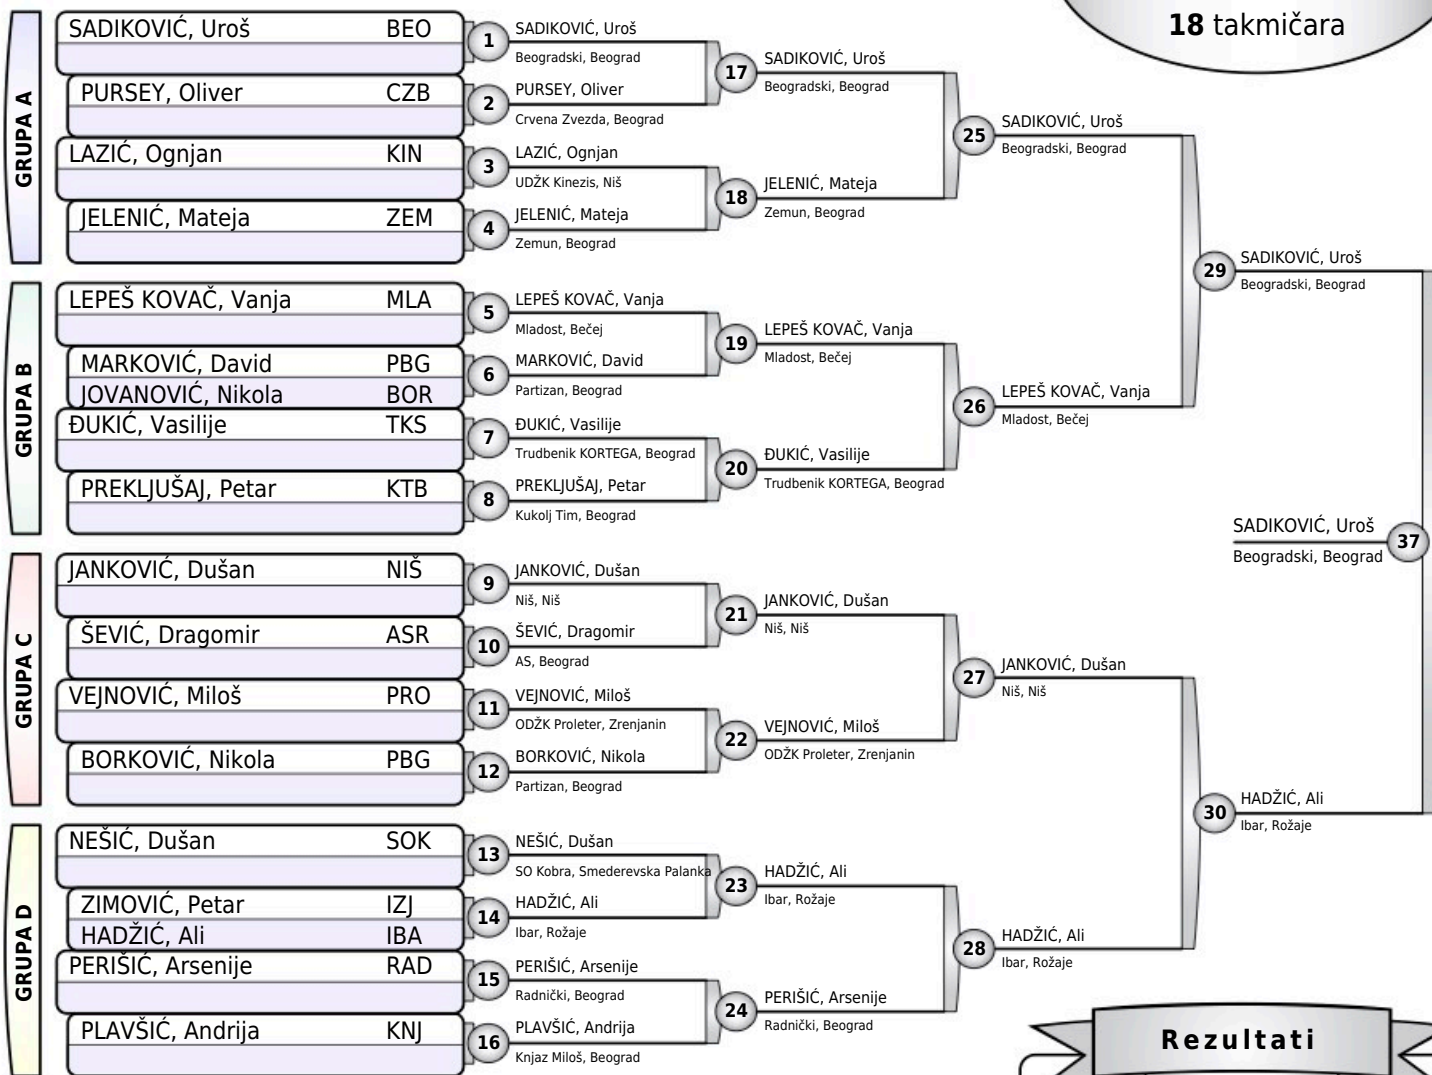 18 takmičara
GRUPA A
SADIKOVIĆ, Uroš BEO
PURSEY, Oliver CZB
LAZIĆ, Ognjan KIN
JELENIĆ, Mateja ZEM
GRUPA B
LEPEŠ KOVAČ, Vanja MLA
MARKOVIĆ, David PBG
JOVANOVIĆ, Nikola BOR
ĐUKIĆ, Vasilije TKS
PREKLJUŠAJ, Petar KTB
GRUPA C
JANKOVIĆ, Dušan NIŠ
ŠEVIĆ, Dragomir ASR
VEJNOVIĆ, Miloš PRO
BORKOVIĆ, Nikola PBG
GRUPA D
NEŠIĆ, Dušan SOK
ZIMOVIĆ, Petar IZJ
HADŽIĆ, Ali IBA
PERIŠIĆ, Arsenije RAD
PLAVŠIĆ, Andrija KNJ
1 SADIKOVIĆ, Uroš
Beogradski, Beograd
2 PURSEY, Oliver
Crvena Zvezda, Beograd
3 LAZIĆ, Ognjan
UDŽK Kinezis, Niš
4 JELENIĆ, Mateja
Zemun, Beograd
5 LEPEŠ KOVAČ, Vanja
Mladost, Bečej
6 MARKOVIĆ, David
Partizan, Beograd
7 ĐUKIĆ, Vasilije
Trudbenik KORTEGA, Beograd
8 PREKLJUŠAJ, Petar
Kukolj Tim, Beograd
9 JANKOVIĆ, Dušan
Niš, Niš
10 ŠEVIĆ, Dragomir
AS, Beograd
11 VEJNOVIĆ, Miloš
ODŽK Proleter, Zrenjanin
12 BORKOVIĆ, Nikola
Partizan, Beograd
13 NEŠIĆ, Dušan
SO Kobra, Smederevska Palanka
14 HADŽIĆ, Ali
Ibar, Rožaje
15 PERIŠIĆ, Arsenije
Radnički, Beograd
16 PLAVŠIĆ, Andrija
Knjaz Miloš, Beograd
17 SADIKOVIĆ, Uroš
Beogradski, Beograd
18 JELENIĆ, Mateja
Zemun, Beograd
19 LEPEŠ KOVAČ, Vanja
Mladost, Bečej
20 ĐUKIĆ, Vasilije
Trudbenik KORTEGA, Beograd
21 JANKOVIĆ, Dušan
Niš, Niš
22 VEJNOVIĆ, Miloš
ODŽK Proleter, Zrenjanin
23 HADŽIĆ, Ali
Ibar, Rožaje
24 PERIŠIĆ, Arsenije
Radnički, Beograd
25 SADIKOVIĆ, Uroš
Beogradski, Beograd
26 LEPEŠ KOVAČ, Vanja
Mladost, Bečej
27 JANKOVIĆ, Dušan
Niš, Niš
28 HADŽIĆ, Ali
Ibar, Rožaje
29 SADIKOVIĆ, Uroš
Beogradski, Beograd
30 HADŽIĆ, Ali
Ibar, Rožaje
SADIKOVIĆ, Uroš 37
Beogradski, Beograd
Rezultati